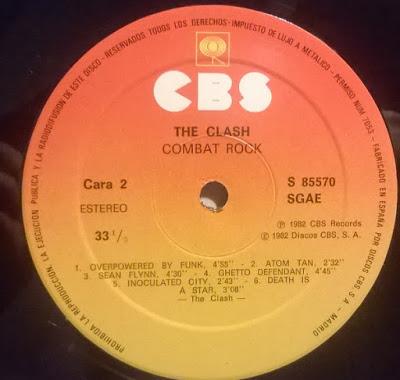 CBS
THE CLASH
COMBAT ROCK
Cara 2
ESTEREO
33 1/3
S 85570
SGAE
Ⓟ 1982 CBS Records
© 1982 Discos CBS, S. A.
1. OVERPOWERED BY FUNK, 4'55'' - 2. ATOM TAN, 2'32''
3. SEAN FLYNN, 4'30'' - 4. GHETTO DEFENDANT, 4'45''
5. INOCULATED CITY, 2'43'' - 6. DEATH IS
A STAR, 3'08''
— The Clash —
PROHIBIDA LA REPRODUCCION, LA EJECUCION PUBLICA Y LA RADIODIFUSION DE ESTE DISCO - RESERVADOS TODOS LOS DERECHOS - IMPUESTO DE LUJO A METALICO - PERMISO NUM 7053 - FABRICADO EN ESPAÑA POR DISCOS CBS, S. A. - MADRID